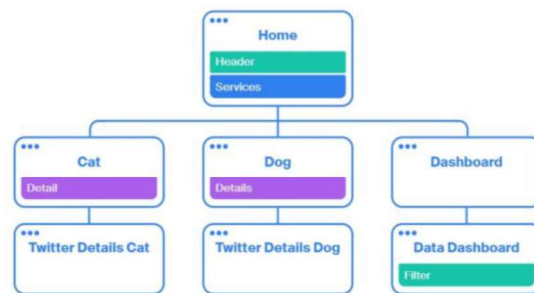 Home
Header
Services
Cat
Detail
Dog
Details
Dashboard
Twitter Details Cat
Twitter Details Dog
Data Dashboard
Filter